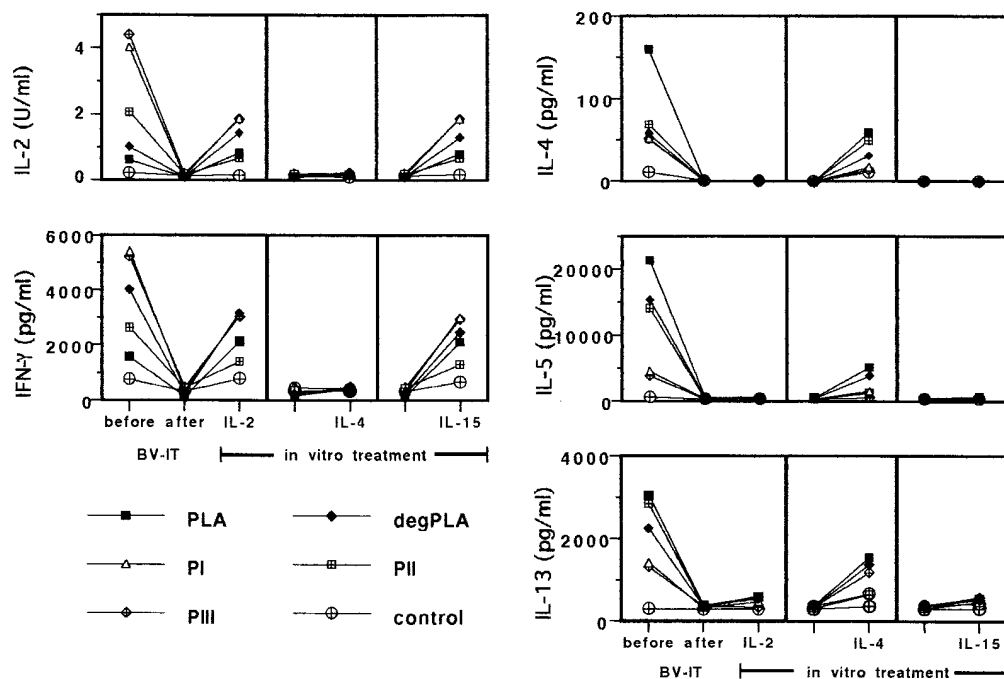 IL-2 (U/ml)
4
2
0
IFN-γ (pg/ml)
6000
4000
2000
0
before after IL-2 IL-4 IL-15
BV-IT in vitro treatment
PLA degPLA
PI PII
PIII control
IL-4 (pg/ml)
200
100
0
IL-5 (pg/ml)
20000
10000
0
IL-13 (pg/ml)
4000
2000
0
before after IL-2 IL-4 IL-15
BV-IT in vitro treatment